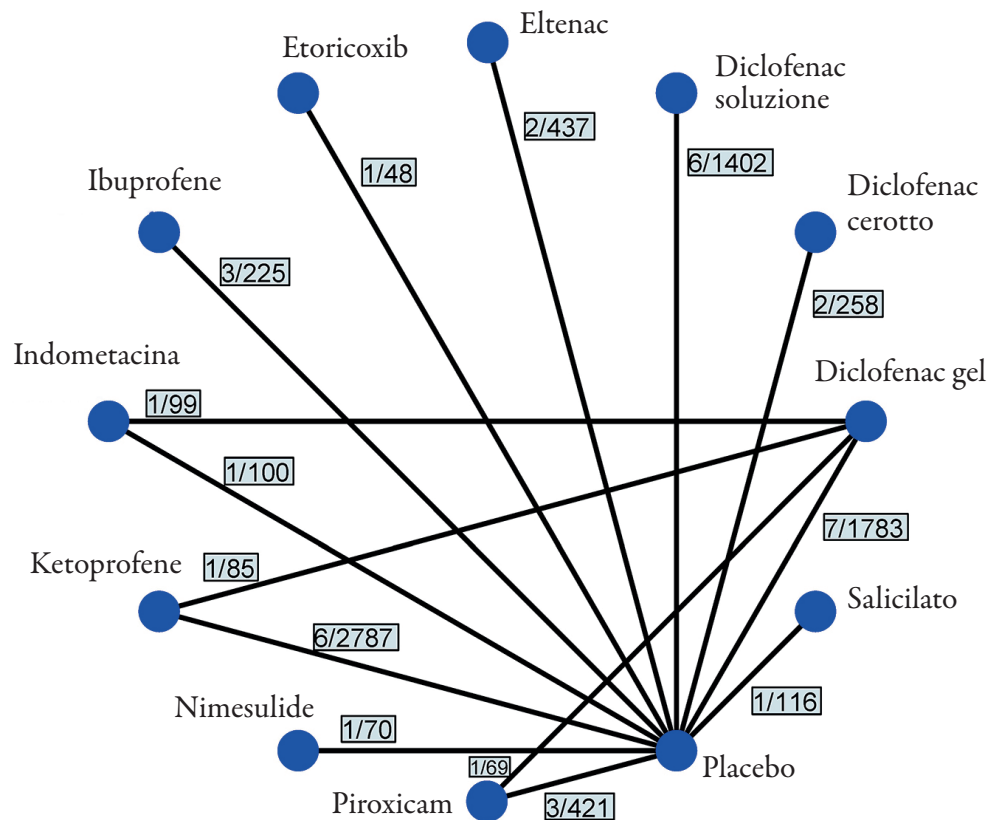 Eltenac
Etoricoxib
Diclofenac
soluzione
2/437
6/1402
1/48
Ibuprofene
Diclofenac
cerotto
3/225
2/258
Indometacina
Diclofenac gel
1/99
1/100
7/1783
Ketoprofene
1/85
Salicilato
6/2787
Nimesulide
1/70
1/116
1/69
Placebo
Piroxicam
3/421